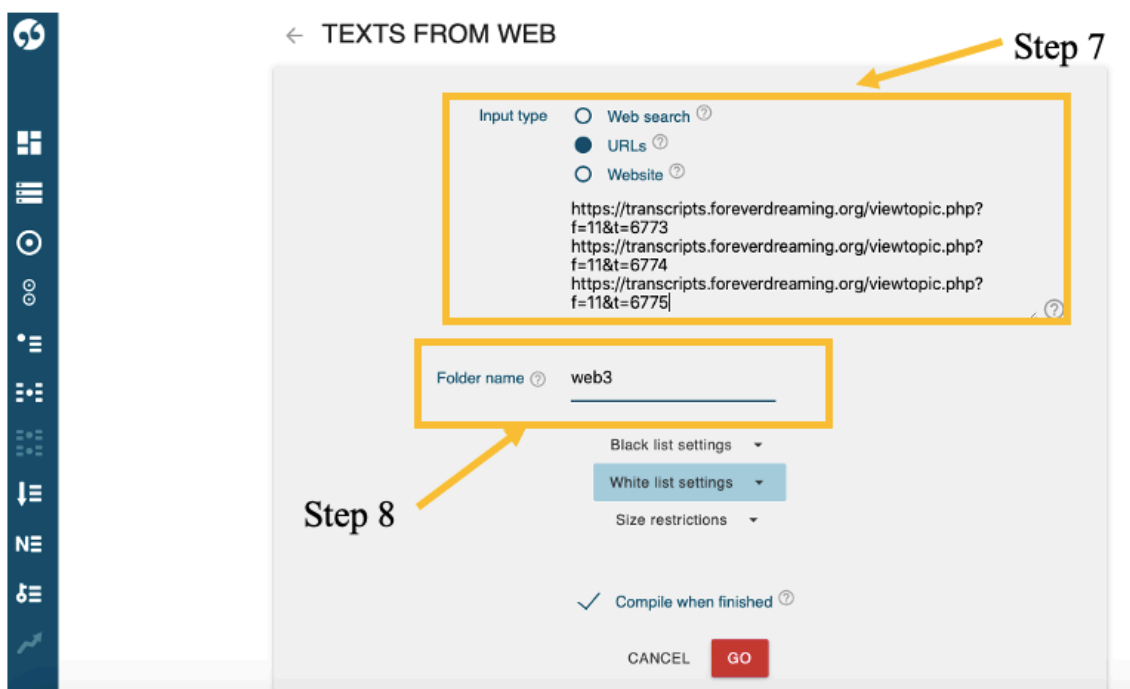 ← TEXTS FROM WEB
Step 7
Input type
Web search
URLs
Website
https://transcripts.foreverdreaming.org/viewtopic.php?
f=11&t=6773
https://transcripts.foreverdreaming.org/viewtopic.php?
f=11&t=6774
https://transcripts.foreverdreaming.org/viewtopic.php?
f=11&t=6775
Folder name web3
Black list settings
White list settings
Step 8
Size restrictions
Compile when finished
CANCEL GO
N